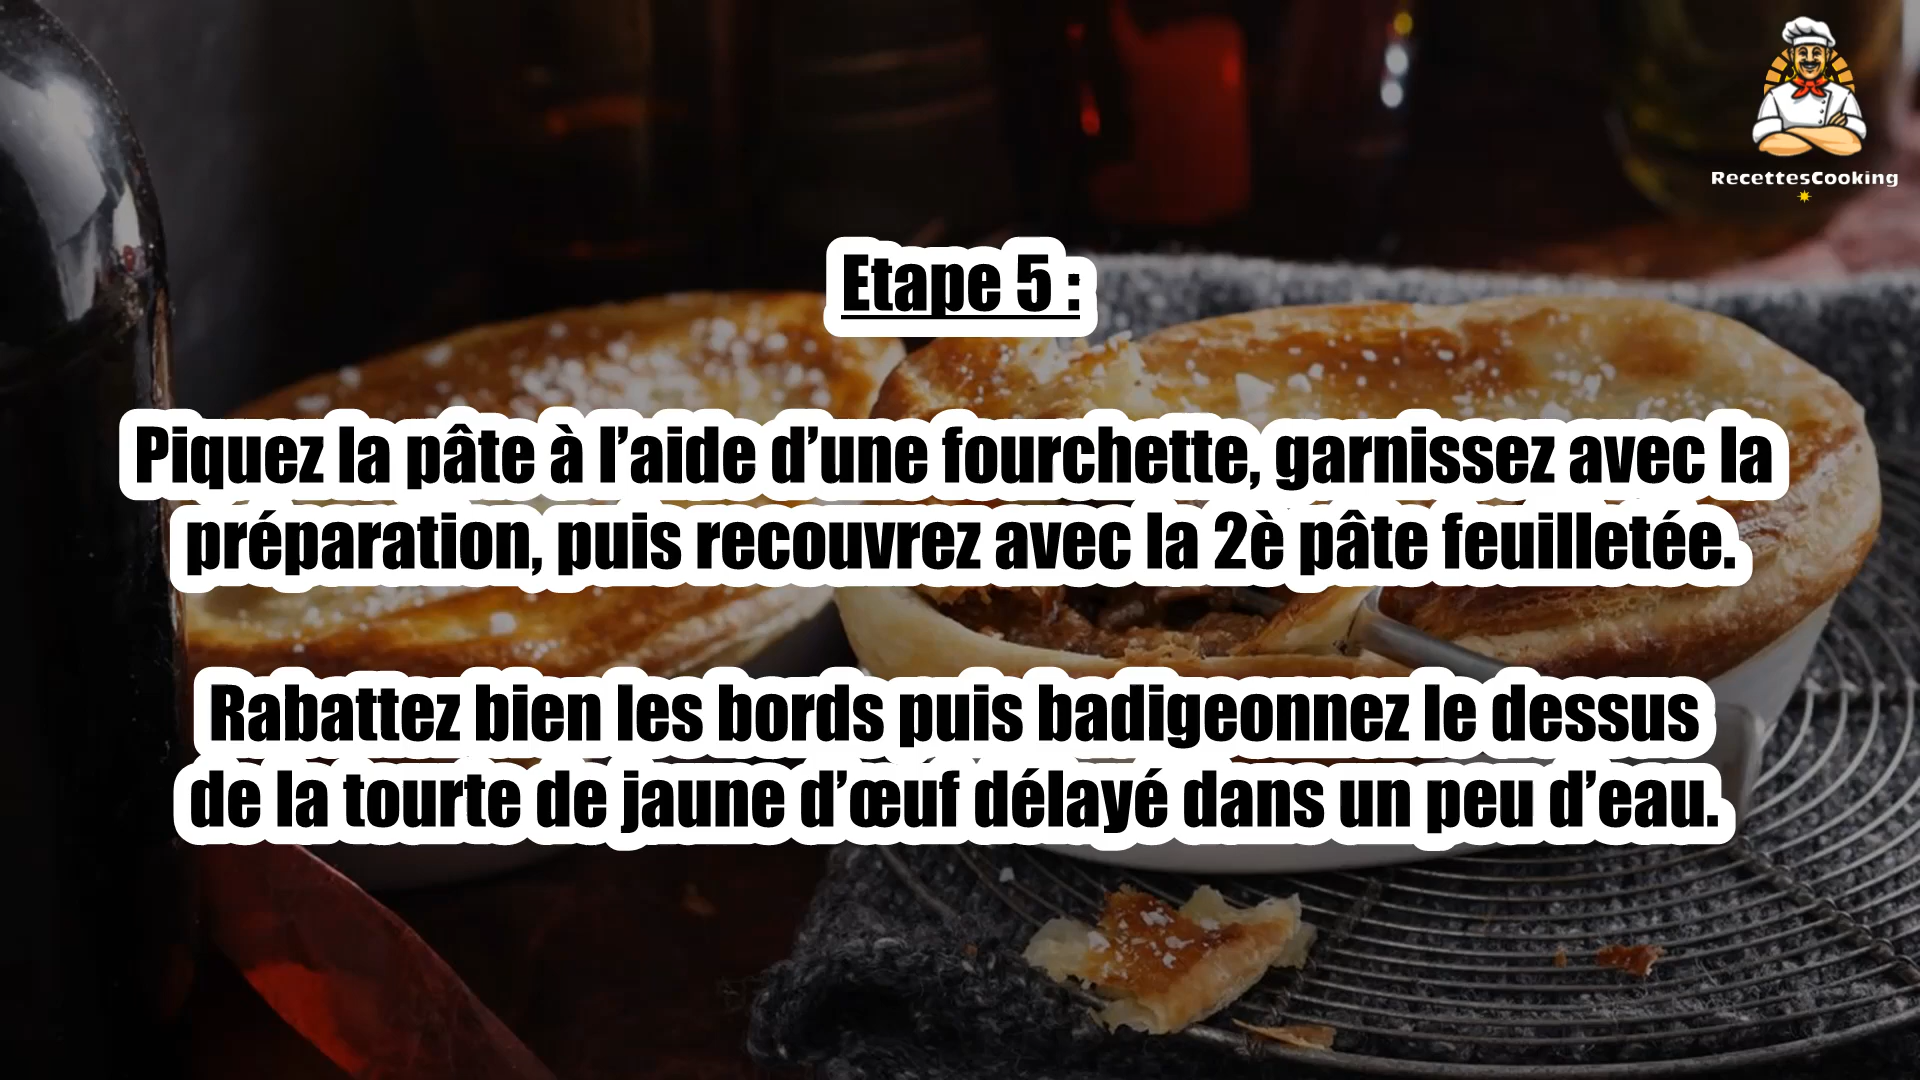 RecettesCooking
Etape 5 :
Piquez la pâte à l’aide d’une fourchette, garnissez avec la
préparation, puis recouvrez avec la 2è pâte feuilletée.
Rabattez bien les bords puis badigeonnez le dessus
de la tourte de jaune d’œuf délayé dans un peu d’eau.